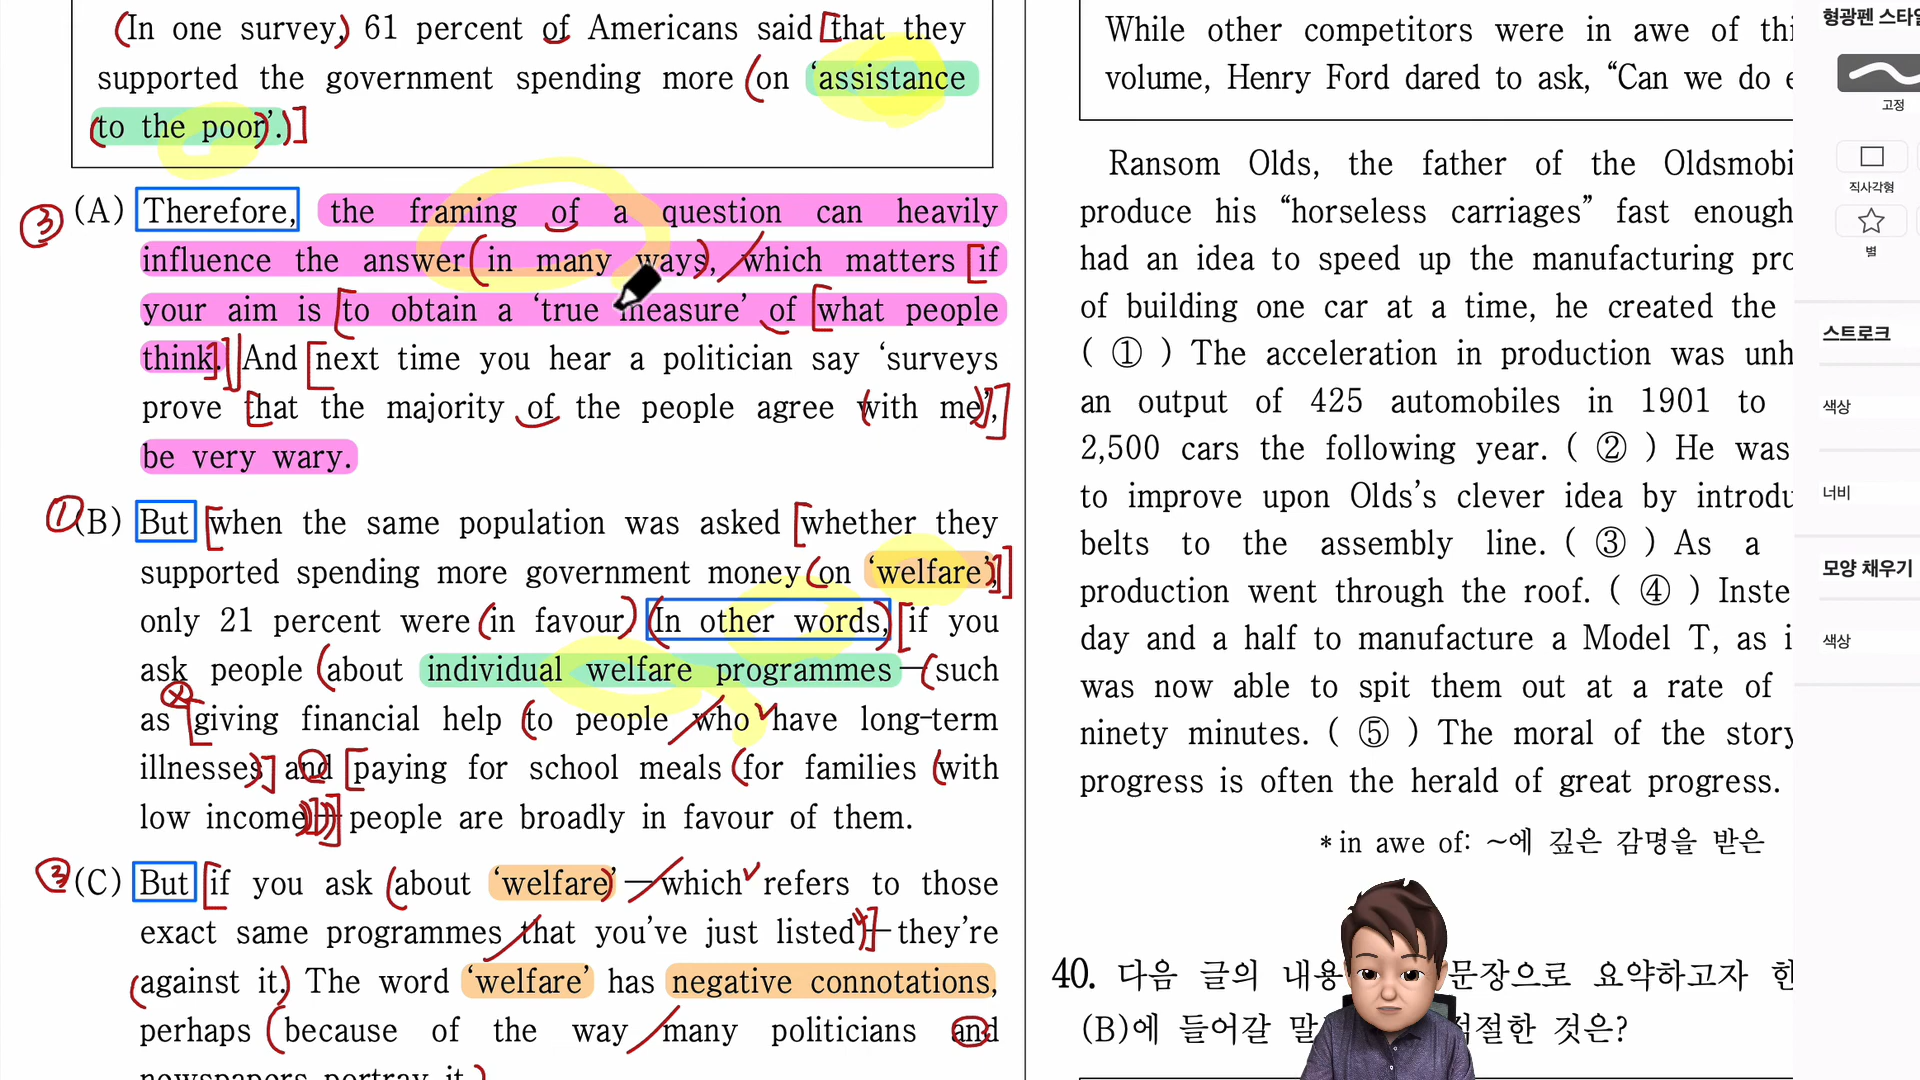 (In one survey,) 61 percent of Americans said [that they
supported the government spending more (on ‘assistance
(to the poor)’.)]
③ (A) Therefore, the framing of a question can heavily
influence the answer (in many ways), / which matters [if
your aim is [to obtain a ‘true measure’ of [what people
think].]] And [next time you hear a politician say ‘surveys
prove [that the majority of the people agree (with me)’,]
be very wary.
① (B) But [when the same population was asked [whether they
supported spending more government money (on ‘welfare’)]],
only 21 percent were (in favour). (In other words,) [if you
ask people (about individual welfare programmes — (such
as [giving financial help (to people / who have long-term
illnesses)] and [paying for school meals (for families (with
low income))]]] — people are broadly in favour of them.
② (C) But [if you ask (about ‘welfare’) — / which refers to those
exact same programmes / that you’ve just listed] — they’re
(against it.) The word ‘welfare’ has negative connotations,
perhaps (because of the way / many politicians and
newspapers portray it.)
While other competitors were in awe of thi
volume, Henry Ford dared to ask, “Can we do e
Ransom Olds, the father of the Oldsmobi
produce his “horseless carriages” fast enough
had an idea to speed up the manufacturing pro
of building one car at a time, he created the
( ① ) The acceleration in production was unh
an output of 425 automobiles in 1901 to
2,500 cars the following year. ( ② ) He was
to improve upon Olds’s clever idea by introdu
belts to the assembly line. ( ③ ) As a
production went through the roof. ( ④ ) Inste
day and a half to manufacture a Model T, as i
was now able to spit them out at a rate of
ninety minutes. ( ⑤ ) The moral of the story
progress is often the herald of great progress.
* in awe of: ~에 깊은 감명을 받은
40. 다음 글의 내용 문장으로 요약하고자 한
(B)에 들어갈 말 적절한 것은?
형광펜 스타일
고정
직사각형
별
스트로크
색상
너비
모양 채우기
색상